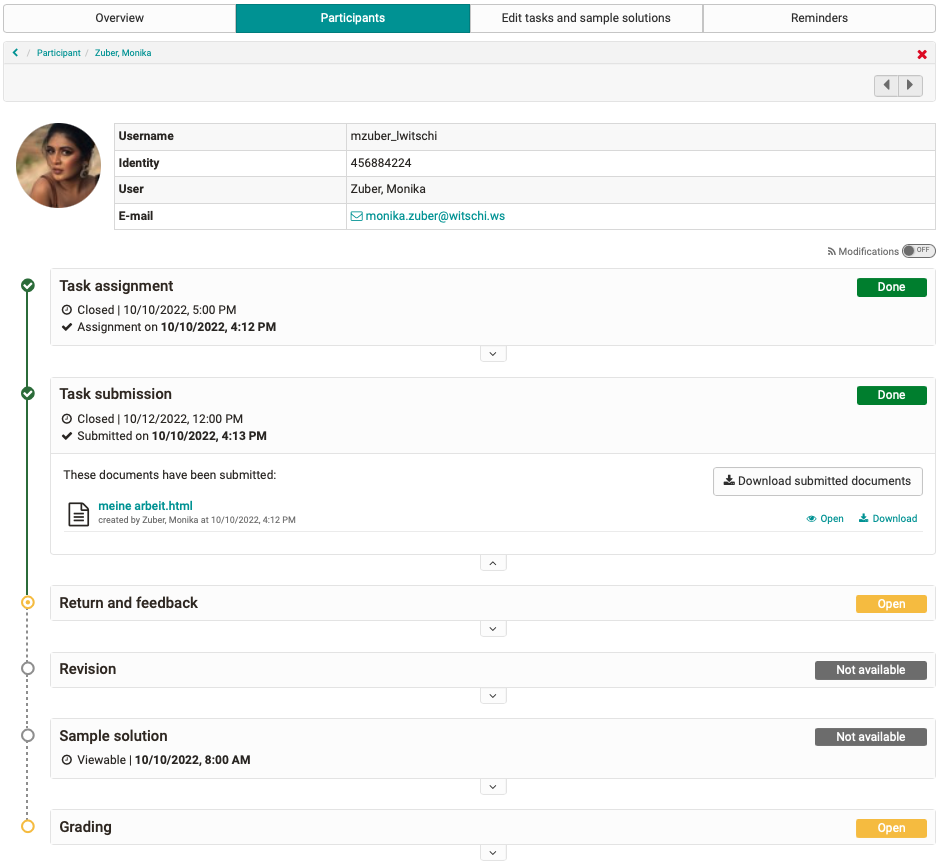 Overview
Participants
Edit tasks and sample solutions
Reminders
/ Participant / Zuber, Monika
Username mzuber_lwitschi
Identity 456884224
User Zuber, Monika
E-mail monika.zuber@witschi.ws
Modifications OFF
Task assignment Done
Closed | 10/10/2022, 5:00 PM
Assignment on 10/10/2022, 4:12 PM
Task submission Done
Closed | 10/12/2022, 12:00 PM
Submitted on 10/10/2022, 4:13 PM
These documents have been submitted:
Download submitted documents
meine arbeit.html
created by Zuber, Monika at 10/10/2022, 4:12 PM
Open Download
Return and feedback Open
Revision Not available
Sample solution Not available
Viewable | 10/10/2022, 8:00 AM
Grading Open